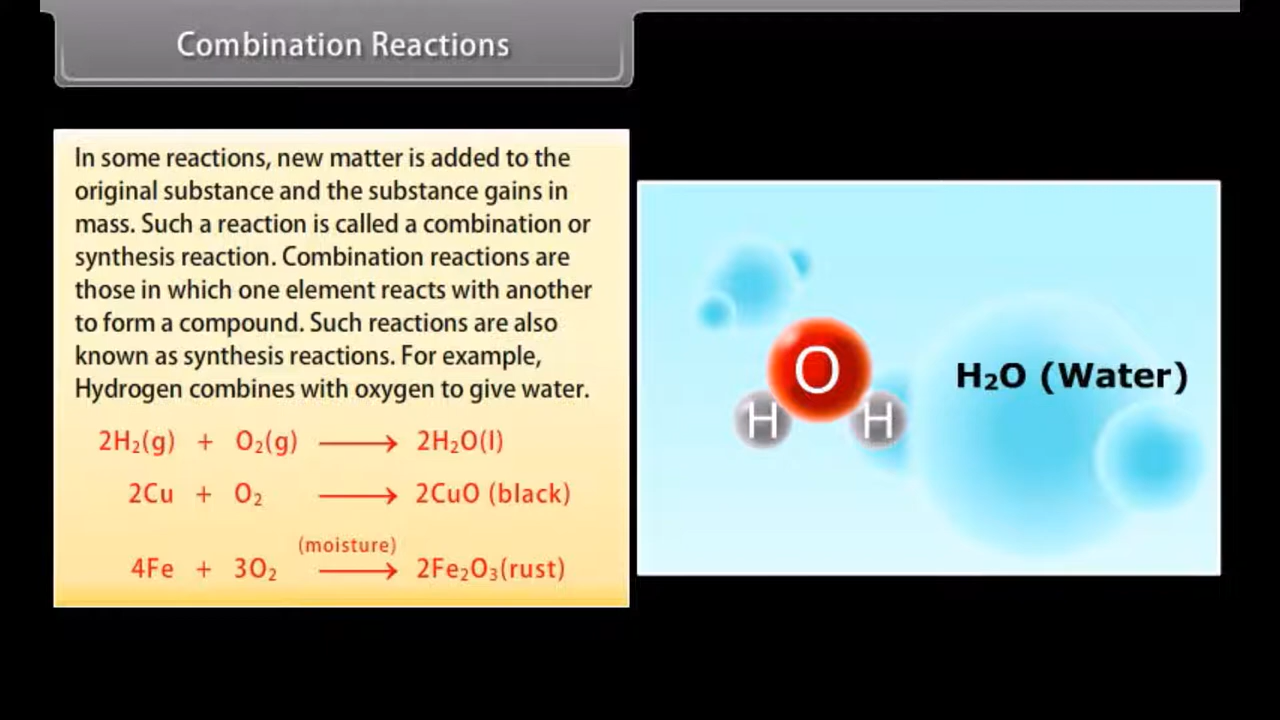 Combination Reactions
In some reactions, new matter is added to the
original substance and the substance gains in
mass. Such a reaction is called a combination or
synthesis reaction. Combination reactions are
those in which one element reacts with another
to form a compound. Such reactions are also
known as synthesis reactions. For example,
Hydrogen combines with oxygen to give water.
2H₂(g) + O₂(g) ⟶ 2H₂O(l)
2Cu + O₂ ⟶ 2CuO (black)
(moisture)
4Fe + 3O₂ ⟶ 2Fe₂O₃(rust)
O
H H
H₂O (Water)